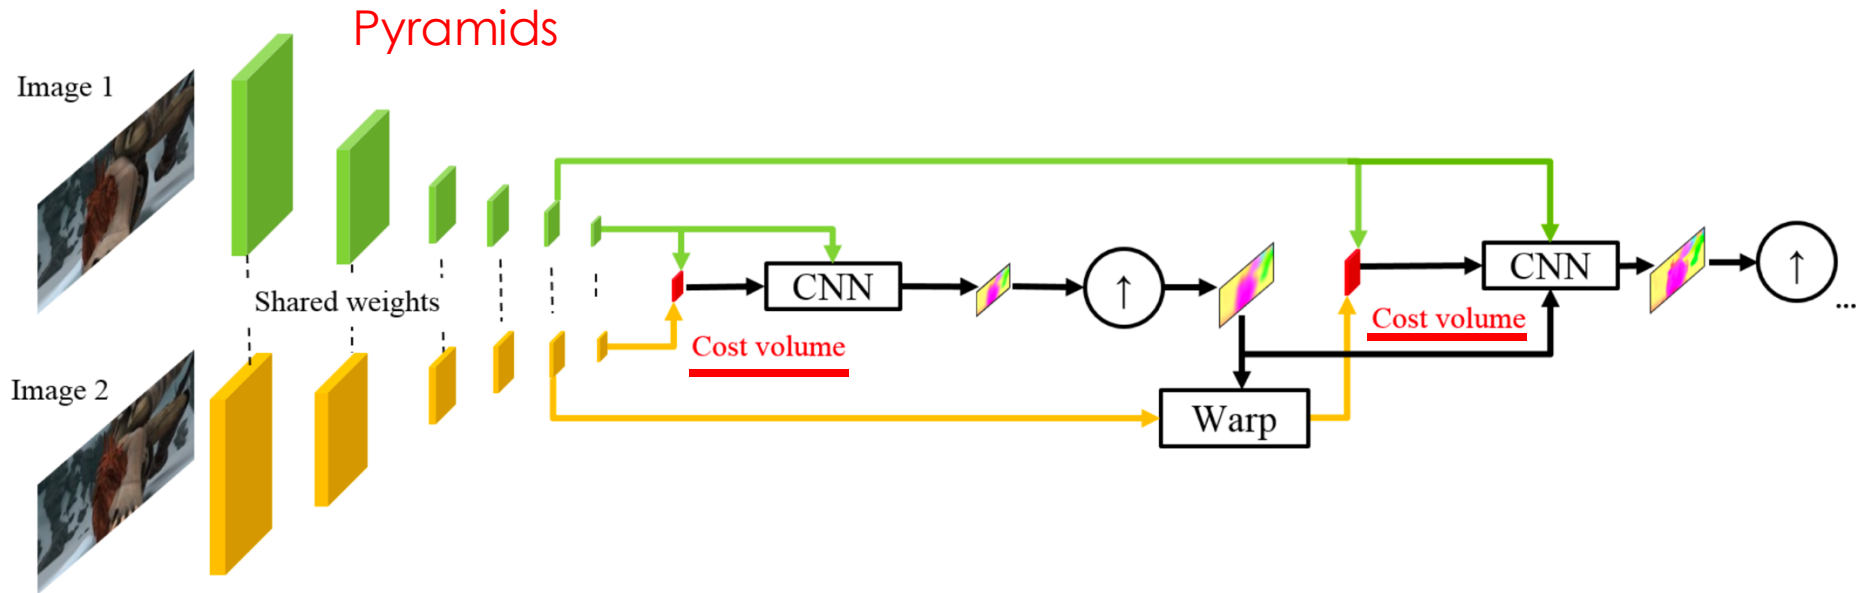 Pyramids
Image 1
Shared weights
CNN
↑
CNN
↑
...
Cost volume
Cost volume
Image 2
Warp